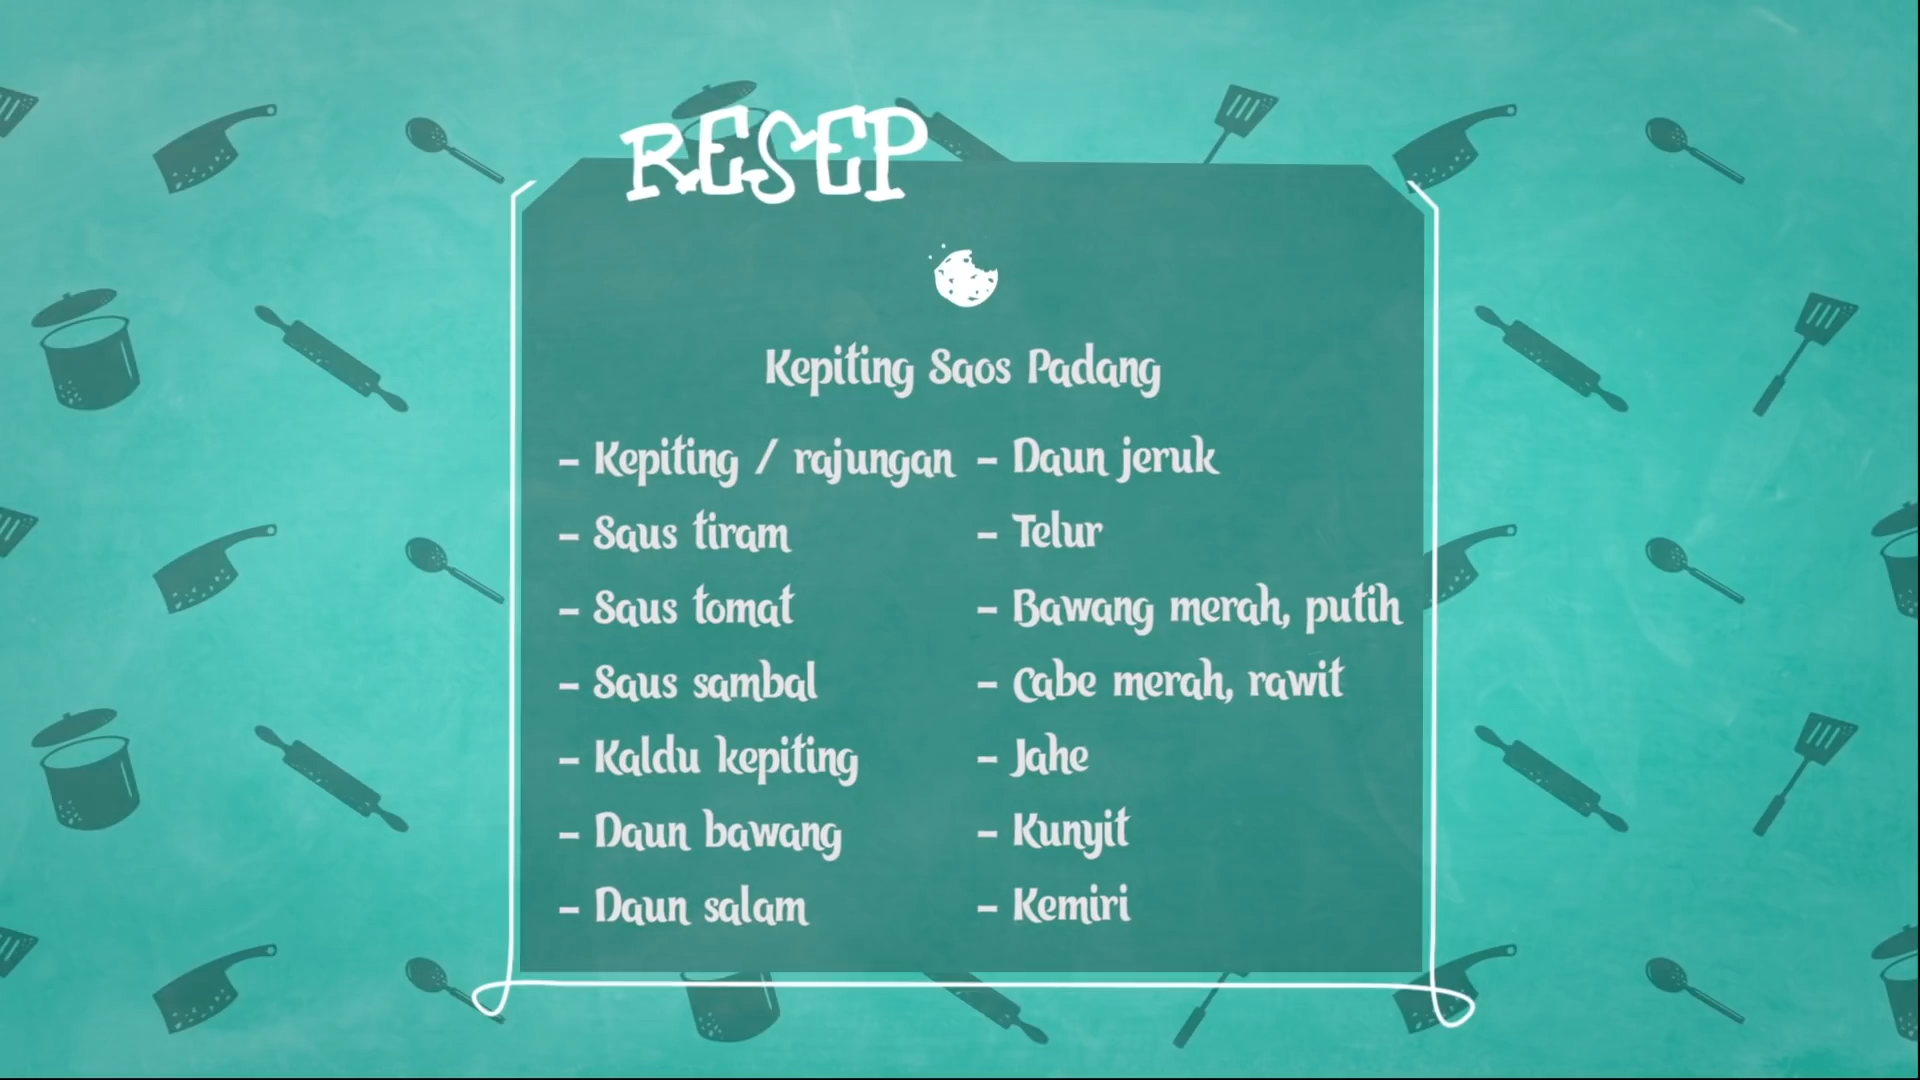 RESEP
Kepiting Saos Padang
- Kepiting / rajungan
- Saus tiram
- Saus tomat
- Saus sambal
- Kaldu kepiting
- Daun bawang
- Daun salam
- Daun jeruk
- Telur
- Bawang merah, putih
- Cabe merah, rawit
- Jahe
- Kunyit
- Kemiri